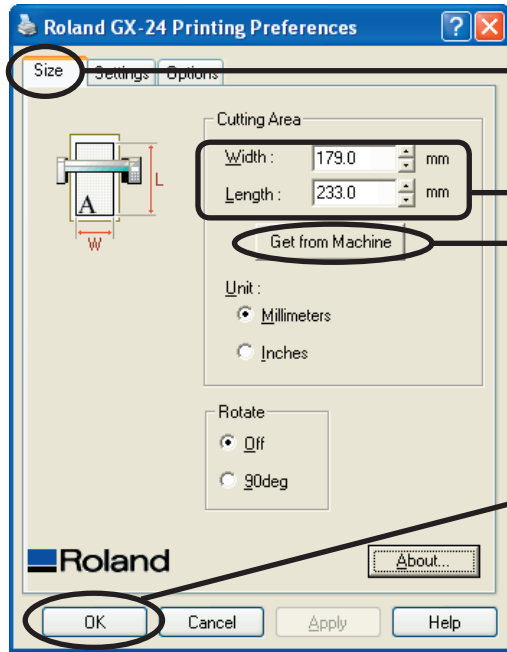 Roland GX-24 Printing Preferences
Size Settings Options
Cutting Area
Width : 179.0 mm
Length : 233.0 mm
Get from Machine
Unit :
Millimeters
Inches
L
A
W
Rotate
Off
90deg
Roland
About...
OK Cancel Apply Help